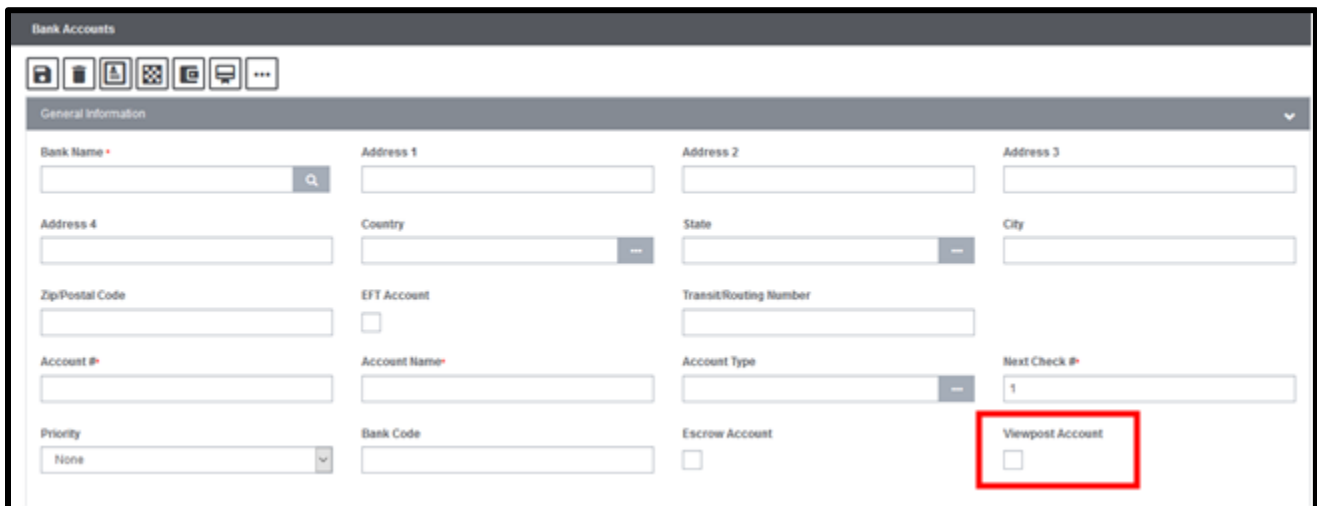 Bank Accounts
General Information
Bank Name • Address 1 Address 2 Address 3
Address 4 Country State City
Zip/Postal Code EFT Account Transit/Routing Number
Account #• Account Name• Account Type Next Check #•
1
Priority Bank Code Escrow Account Viewpost Account
None